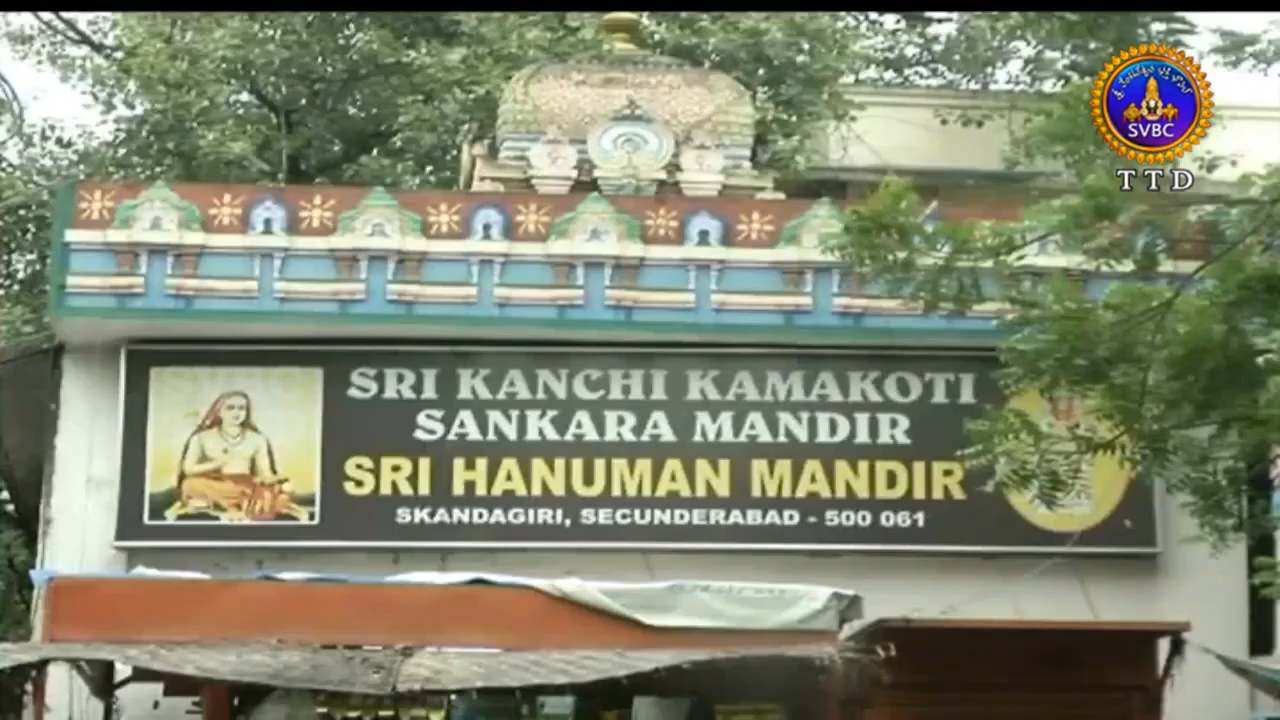 SVBC
TTD
SRI KANCHI KAMAKOTI
SANKARA MANDIR
SRI HANUMAN MANDIR
SKANDAGIRI, SECUNDERABAD - 500 061